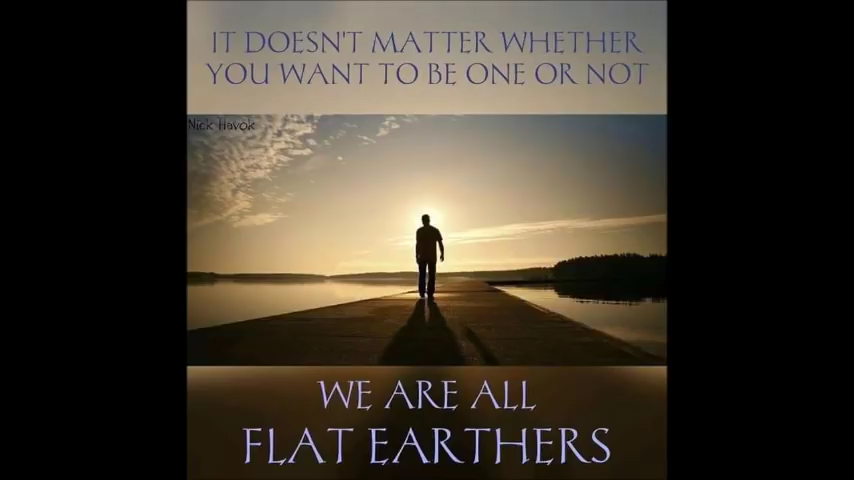 IT DOESN'T MATTER WHETHER
YOU WANT TO BE ONE OR NOT
Nick Havok
WE ARE ALL
FLAT EARTHERS